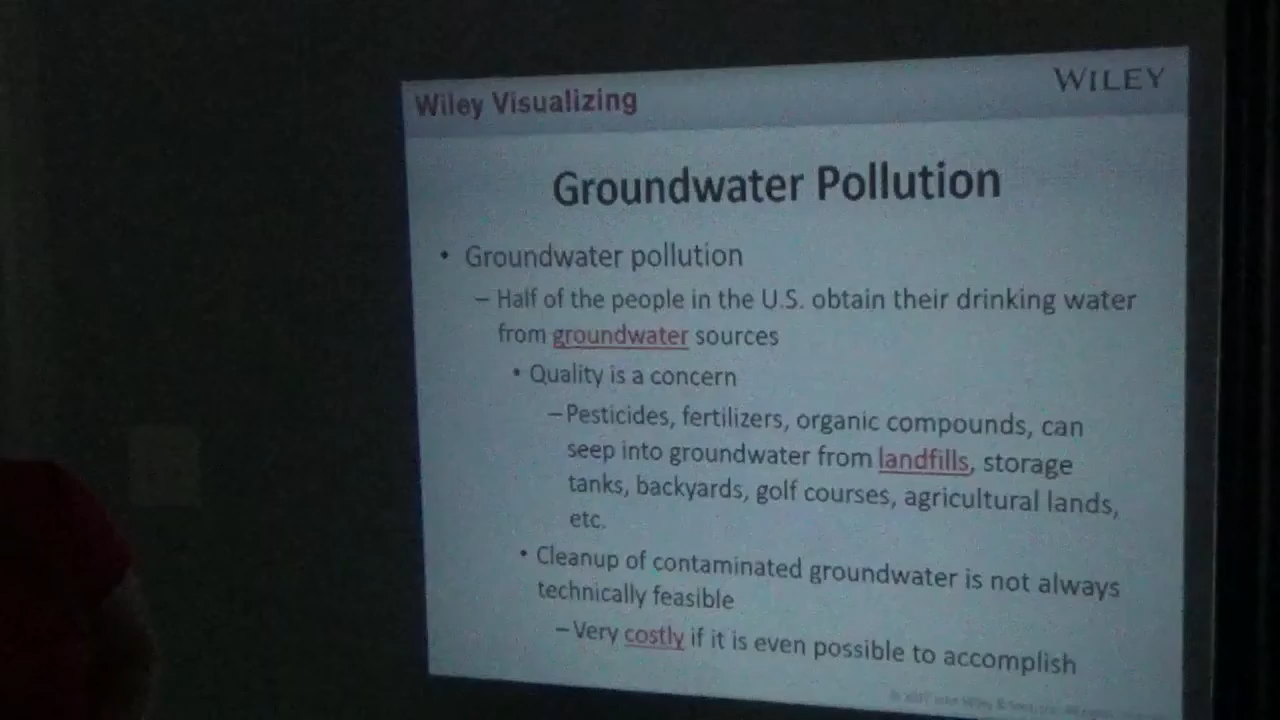 Wiley Visualizing
WILEY
Groundwater Pollution
• Groundwater pollution
– Half of the people in the U.S. obtain their drinking water
from groundwater sources
• Quality is a concern
– Pesticides, fertilizers, organic compounds, can
seep into groundwater from landfills, storage
tanks, backyards, golf courses, agricultural lands,
etc.
• Cleanup of contaminated groundwater is not always
technically feasible
– Very costly if it is even possible to accomplish